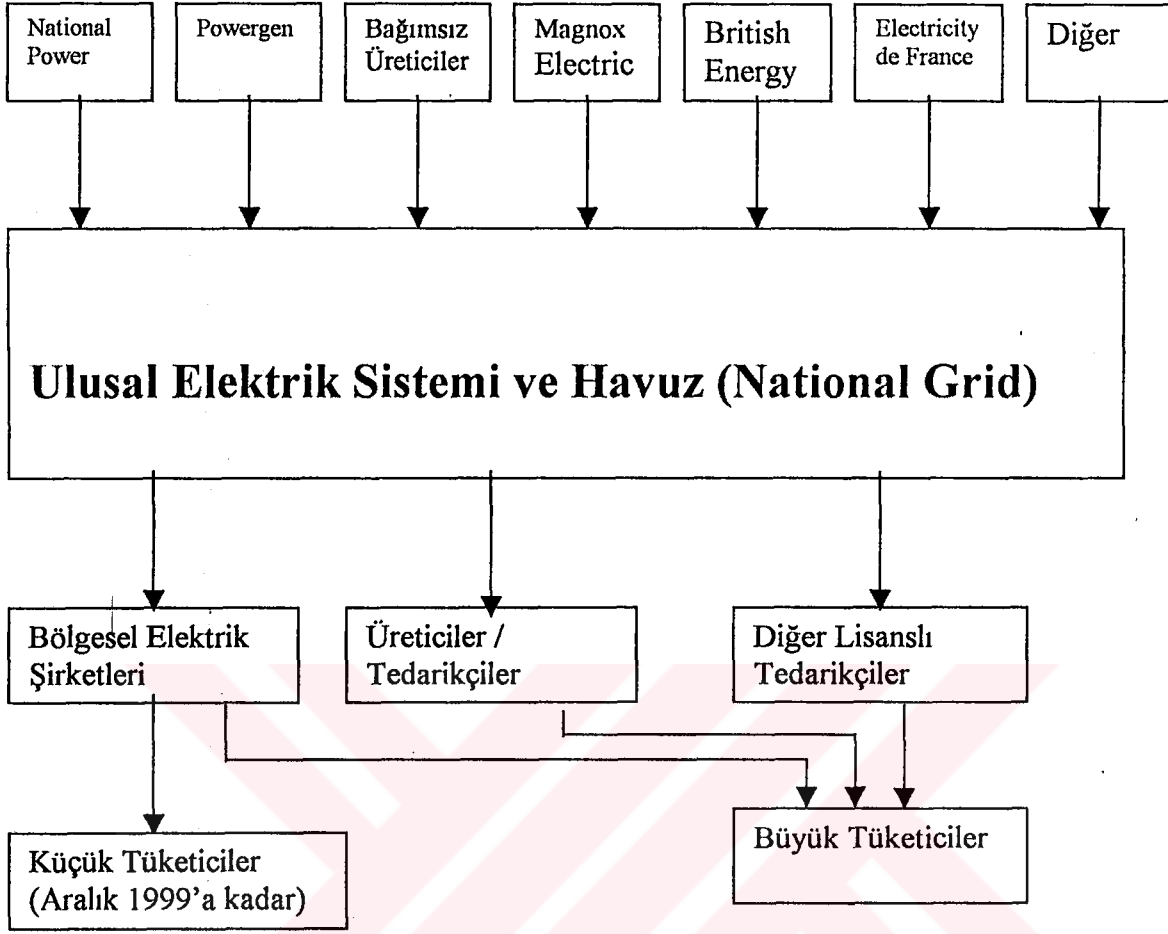 National
Power
Powergen
Bağımsız
Üreticiler
Magnox
Electric
British
Energy
Electricity
de France
Diğer
Ulusal Elektrik Sistemi ve Havuz (National Grid)
Bölgesel Elektrik
Şirketleri
Üreticiler /
Tedarikçiler
Diğer Lisanslı
Tedarikçiler
Küçük Tüketiciler
(Aralık 1999’a kadar)
Büyük Tüketiciler